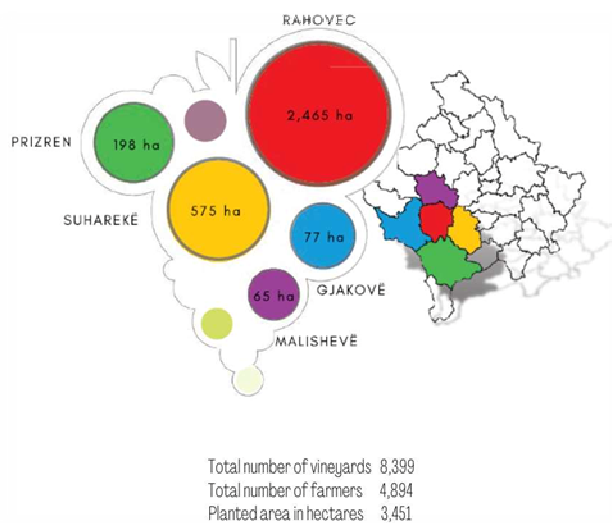 RAHOVEC
2,465 ha
PRIZREN
198 ha
SUHAREKË
575 ha
77 ha
GJAKOVË
65 ha
MALISHEVË
Total number of vineyards 8,399
Total number of farmers 4,894
Planted area in hectares 3,451